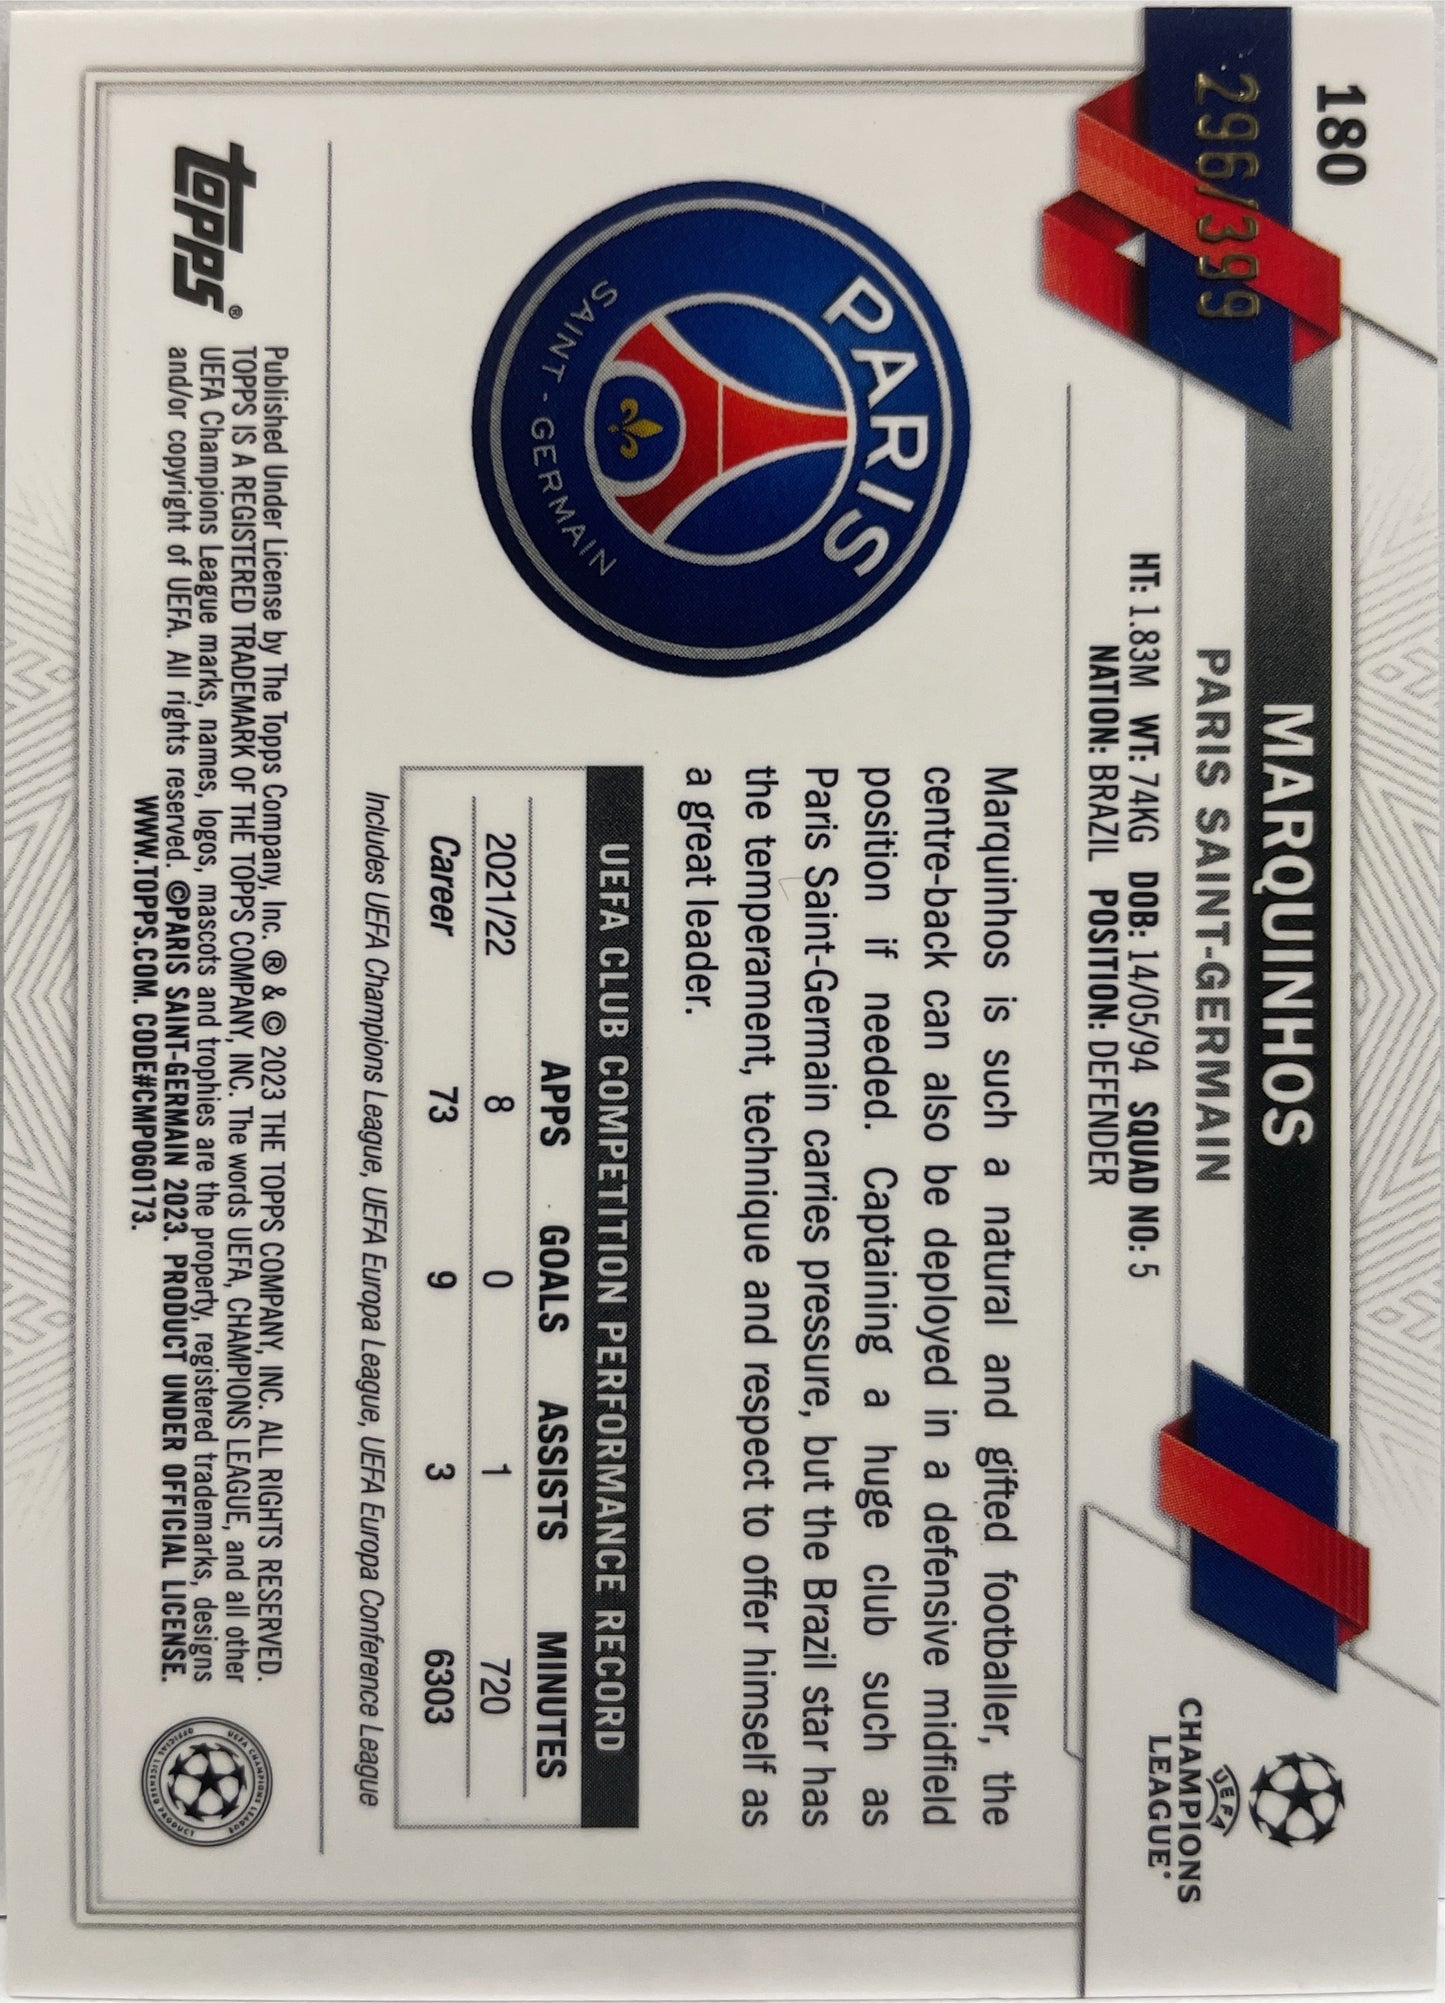 180
296/399
MARQUINHOS
PARIS SAINT-GERMAIN
HT: 1.83M WT: 74KG DOB: 14/05/94 SQUAD NO: 5
NATION: BRAZIL POSITION: DEFENDER
UEFA
CHAMPIONS
LEAGUE
PARIS
SAINT-GERMAIN
Marquinhos is such a natural and gifted footballer, the
centre-back can also be deployed in a defensive midfield
position if needed. Captaining a huge club such as
Paris Saint-Germain carries pressure, but the Brazil star has
the temperament, technique and respect to offer himself as
a great leader.
UEFA CLUB COMPETITION PERFORMANCE RECORD
APPS GOALS ASSISTS MINUTES
2021/22 8 0 1 720
Career 73 9 3 6303
Includes UEFA Champions League, UEFA Europa League, UEFA Europa Conference League
topps®
Published Under License by The Topps Company, Inc. ® & © 2023 THE TOPPS COMPANY, INC. ALL RIGHTS RESERVED.
TOPPS IS A REGISTERED TRADEMARK OF THE TOPPS COMPANY, INC. The words UEFA, CHAMPIONS LEAGUE, and all other
UEFA Champions League marks, names, logos, mascots and trophies are the property, registered trademarks, designs
and/or copyright of UEFA. All rights reserved. ©PARIS SAINT-GERMAIN 2023. PRODUCT UNDER OFFICIAL LICENSE.
WWW.TOPPS.COM. CODE#CMP060173.
UEFA CHAMPIONS LEAGUE
OFFICIAL LICENSED PRODUCT